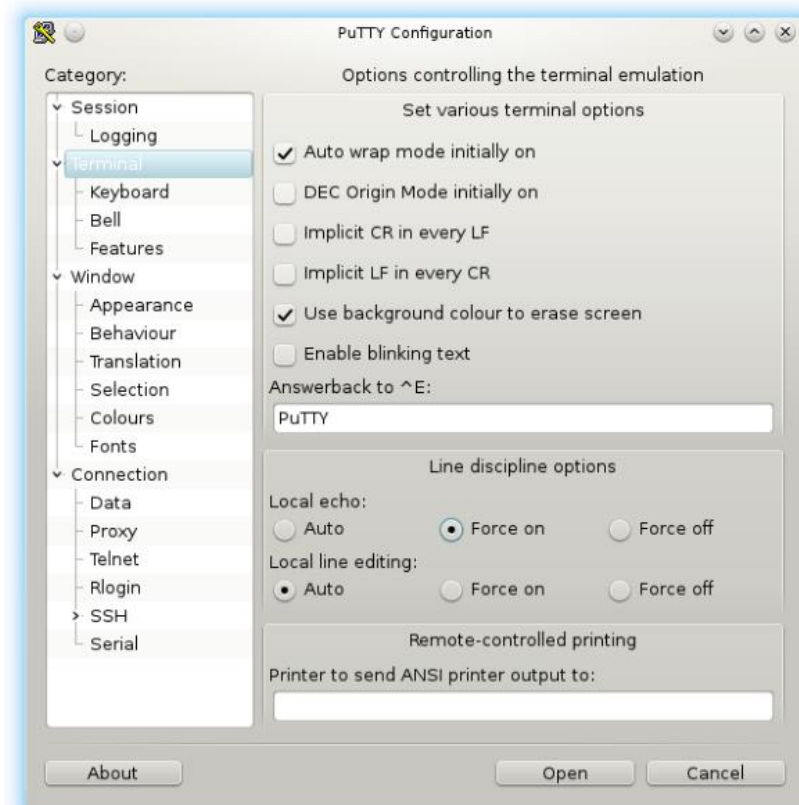 PuTTY Configuration
Category:
Session
Logging
Terminal
Keyboard
Bell
Features
Window
Appearance
Behaviour
Translation
Selection
Colours
Fonts
Connection
Data
Proxy
Telnet
Rlogin
SSH
Serial
Options controlling the terminal emulation
Set various terminal options
Auto wrap mode initially on
DEC Origin Mode initially on
Implicit CR in every LF
Implicit LF in every CR
Use background colour to erase screen
Enable blinking text
Answerback to ^E:
PuTTY
Line discipline options
Local echo:
Auto Force on Force off
Local line editing:
Auto Force on Force off
Remote-controlled printing
Printer to send ANSI printer output to:
About Open Cancel